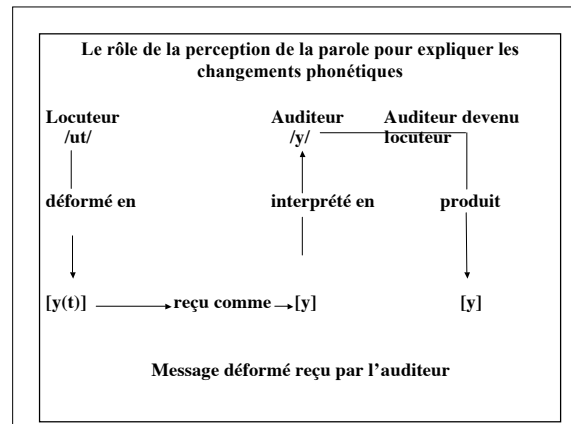 Le rôle de la perception de la parole pour expliquer les
changements phonétiques
Locuteur Auditeur Auditeur devenu
/ut/ /y/ locuteur
déformé en interprété en produit
[y(t)] reçu comme [y] [y]
Message déformé reçu par l’auditeur